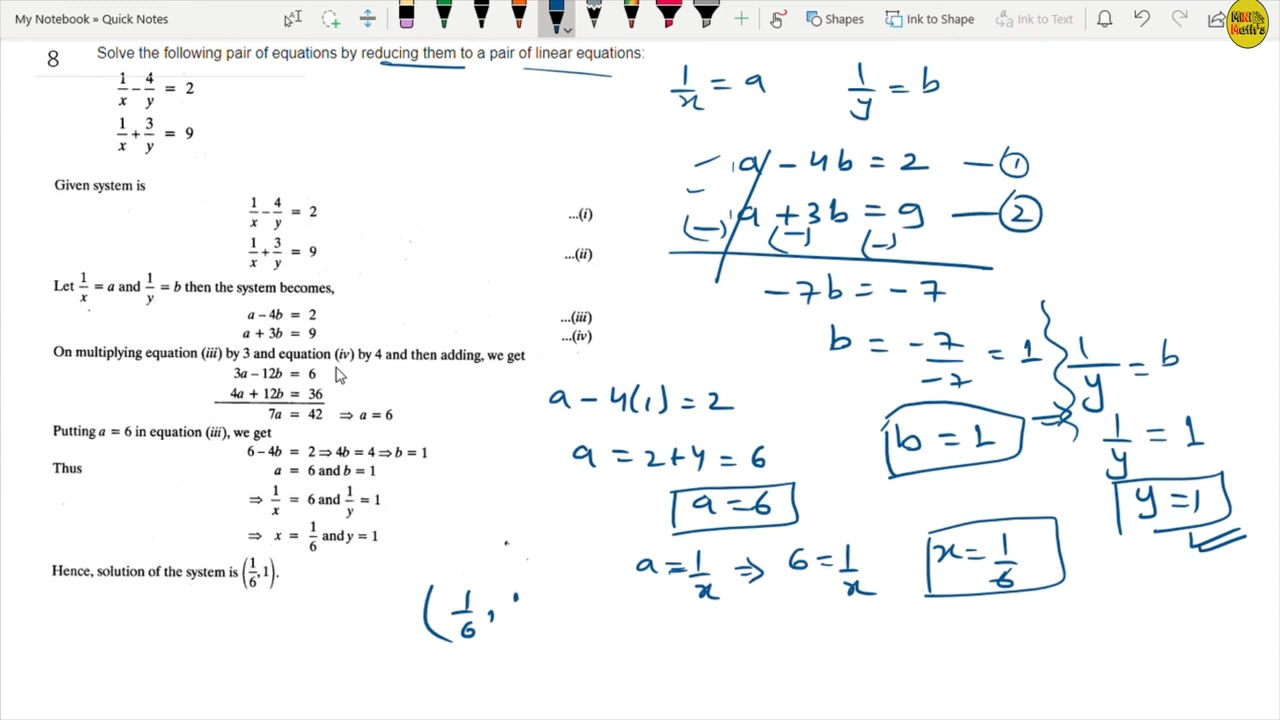 My Notebook » Quick Notes
Shapes
Ink to Shape
Ink to Text
MINI Math's
8 Solve the following pair of equations by reducing them to a pair of linear equations:
1/x - 4/y = 2
1/x + 3/y = 9
Given system is
1/x - 4/y = 2 ...(i)
1/x + 3/y = 9 ...(ii)
Let 1/x = a and 1/y = b then the system becomes,
a - 4b = 2 ...(iii)
a + 3b = 9 ...(iv)
On multiplying equation (iii) by 3 and equation (iv) by 4 and then adding, we get
3a - 12b = 6
4a + 12b = 36
7a = 42 ⇒ a = 6
Putting a = 6 in equation (iii), we get
6 - 4b = 2 ⇒ 4b = 4 ⇒ b = 1
Thus a = 6 and b = 1
⇒ 1/x = 6 and 1/y = 1
⇒ x = 1/6 and y = 1
Hence, solution of the system is (1/6, 1).
1/x = a 1/y = b
a - 4b = 2 — ①
a + 3b = 9 — ②
(-) (-) (-)
-7b = -7
b = -7/-7 = 1
b = 1
1/y = b
1/y = 1
y = 1
a - 4(1) = 2
a = 2 + 4 = 6
a = 6
a = 1/x ⇒ 6 = 1/x
x = 1/6
(1/6,